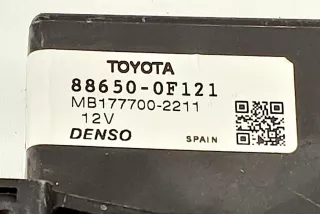 TOYOTA
88650-0F121
MB177700-2211
12V
DENSO SPAIN